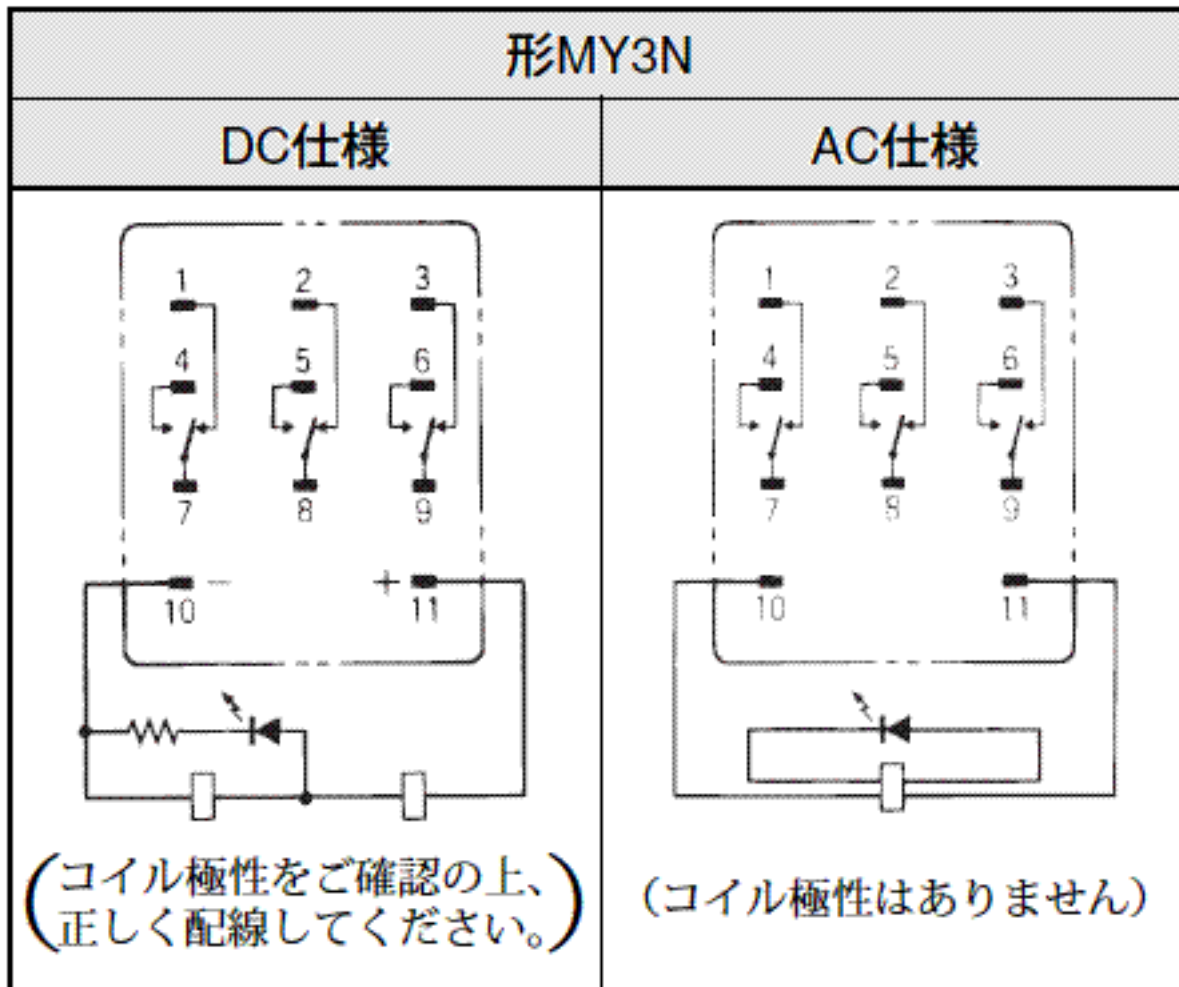 形MY3N
DC仕様 AC仕様
1 2 3
4 5 6
7 8 9
− +
10 11
1 2 3
4 5 6
7 8 9
10 11
コイル極性をご確認の上、
正しく配線してください。
(コイル極性はありません)